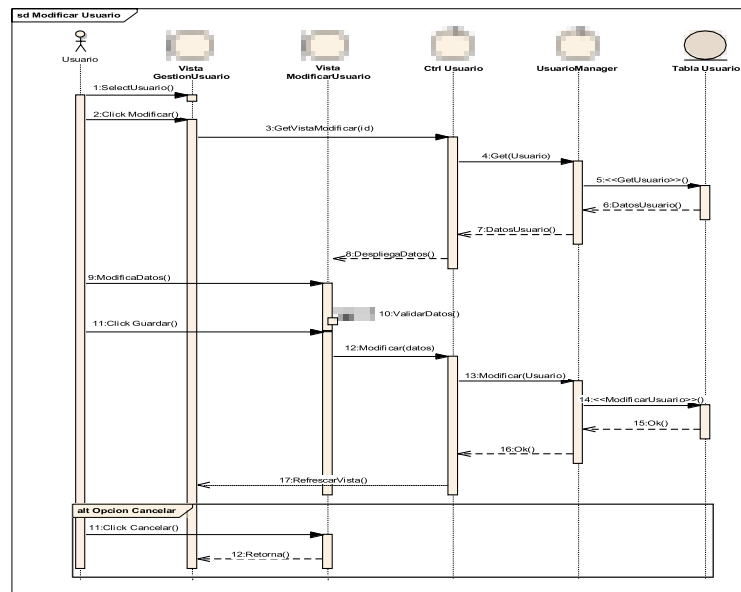 sd Modificar Usuario
Usuario
Vista
GestionUsuario
Vista
ModificarUsuario
Ctrl Usuario
UsuarioManager
Tabla Usuario
1:SelectUsuario()
2:Click Modificar()
3:GetVistaModificar(id)
4:Get(Usuario)
5:<<GetUsuario>>()
6:DatosUsuario()
7:DatosUsuario()
8:DespliegaDatos()
9:ModificaDatos()
10:ValidarDatos()
11:Click Guardar()
12:Modificar(datos)
13:Modificar(Usuario)
14:<<ModificarUsuario>>()
15:Ok()
16:Ok()
17:RefrescarVista()
alt Opcion Cancelar
11:Click Cancelar()
12:Retorna()